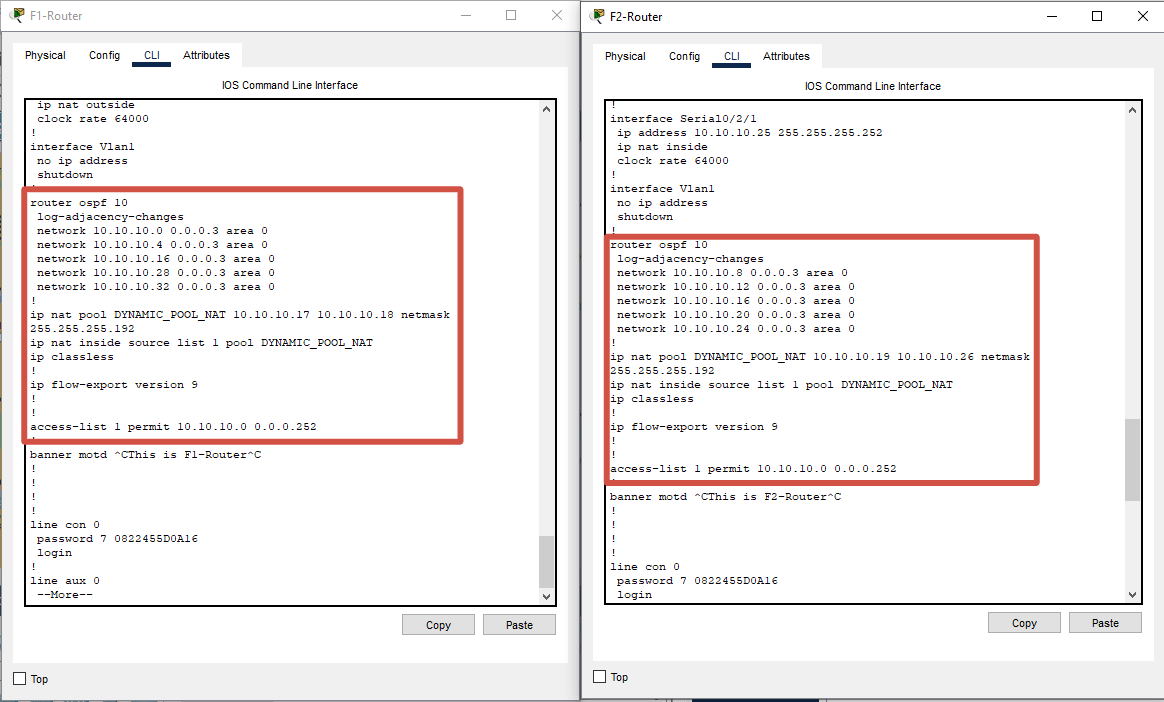 F1-Router
Physical Config CLI Attributes
IOS Command Line Interface
ip nat outside
clock rate 64000
!
interface Vlan1
no ip address
shutdown
router ospf 10
log-adjacency-changes
network 10.10.10.0 0.0.0.3 area 0
network 10.10.10.4 0.0.0.3 area 0
network 10.10.10.16 0.0.0.3 area 0
network 10.10.10.28 0.0.0.3 area 0
network 10.10.10.32 0.0.0.3 area 0
!
ip nat pool DYNAMIC_POOL_NAT 10.10.10.17 10.10.10.18 netmask
255.255.255.192
ip nat inside source list 1 pool DYNAMIC_POOL_NAT
ip classless
!
ip flow-export version 9
!
!
access-list 1 permit 10.10.10.0 0.0.0.252
banner motd ^CThis is F1-Router^C
!
!
!
!
line con 0
password 7 0822455D0A16
login
!
line aux 0
--More--
Copy Paste
Top
F2-Router
Physical Config CLI Attributes
IOS Command Line Interface
!
interface Serial0/2/1
ip address 10.10.10.25 255.255.255.252
ip nat inside
clock rate 64000
!
interface Vlan1
no ip address
shutdown
!
router ospf 10
log-adjacency-changes
network 10.10.10.8 0.0.0.3 area 0
network 10.10.10.12 0.0.0.3 area 0
network 10.10.10.16 0.0.0.3 area 0
network 10.10.10.20 0.0.0.3 area 0
network 10.10.10.24 0.0.0.3 area 0
!
ip nat pool DYNAMIC_POOL_NAT 10.10.10.19 10.10.10.26 netmask
255.255.255.192
ip nat inside source list 1 pool DYNAMIC_POOL_NAT
ip classless
!
ip flow-export version 9
!
!
access-list 1 permit 10.10.10.0 0.0.0.252
banner motd ^CThis is F2-Router^C
!
!
!
!
line con 0
password 7 0822455D0A16
login
Copy Paste
Top